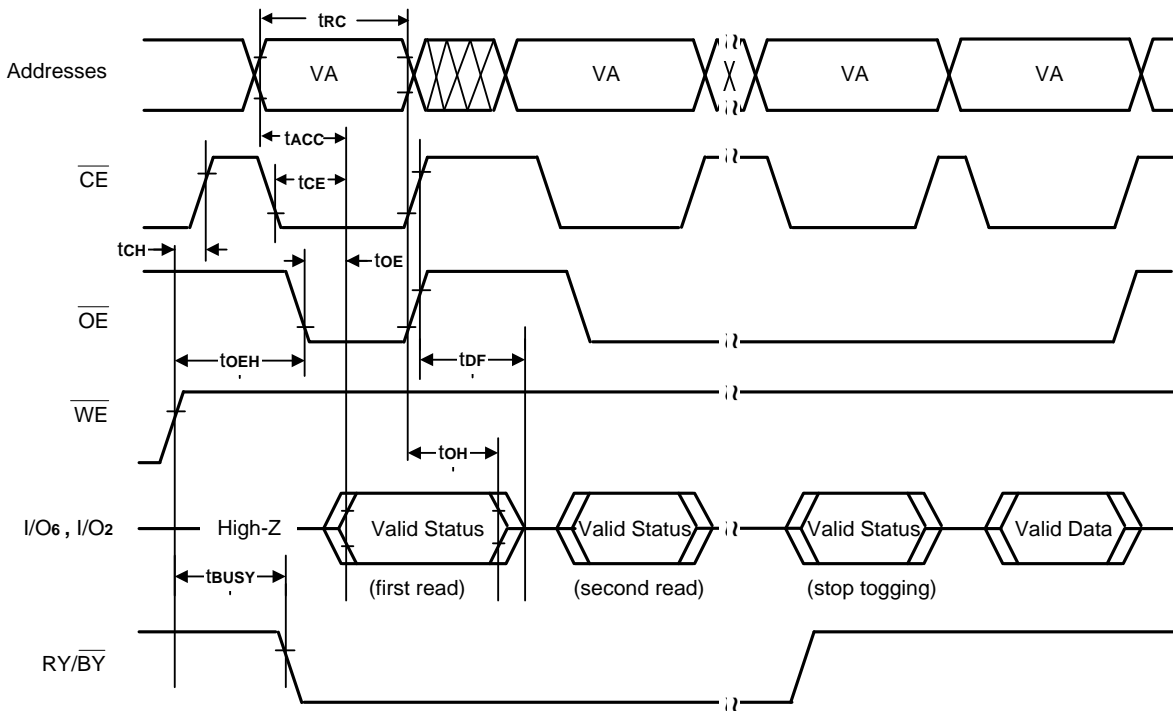 tRC
Addresses VA VA VA VA
tACC
CE
tCE
tCH
tOE
OE
tOEH
tDF
WE
tOH
I/O6 , I/O2 High-Z Valid Status Valid Status Valid Status Valid Data
tBUSY
(first read) (second read) (stop togging)
RY/BY